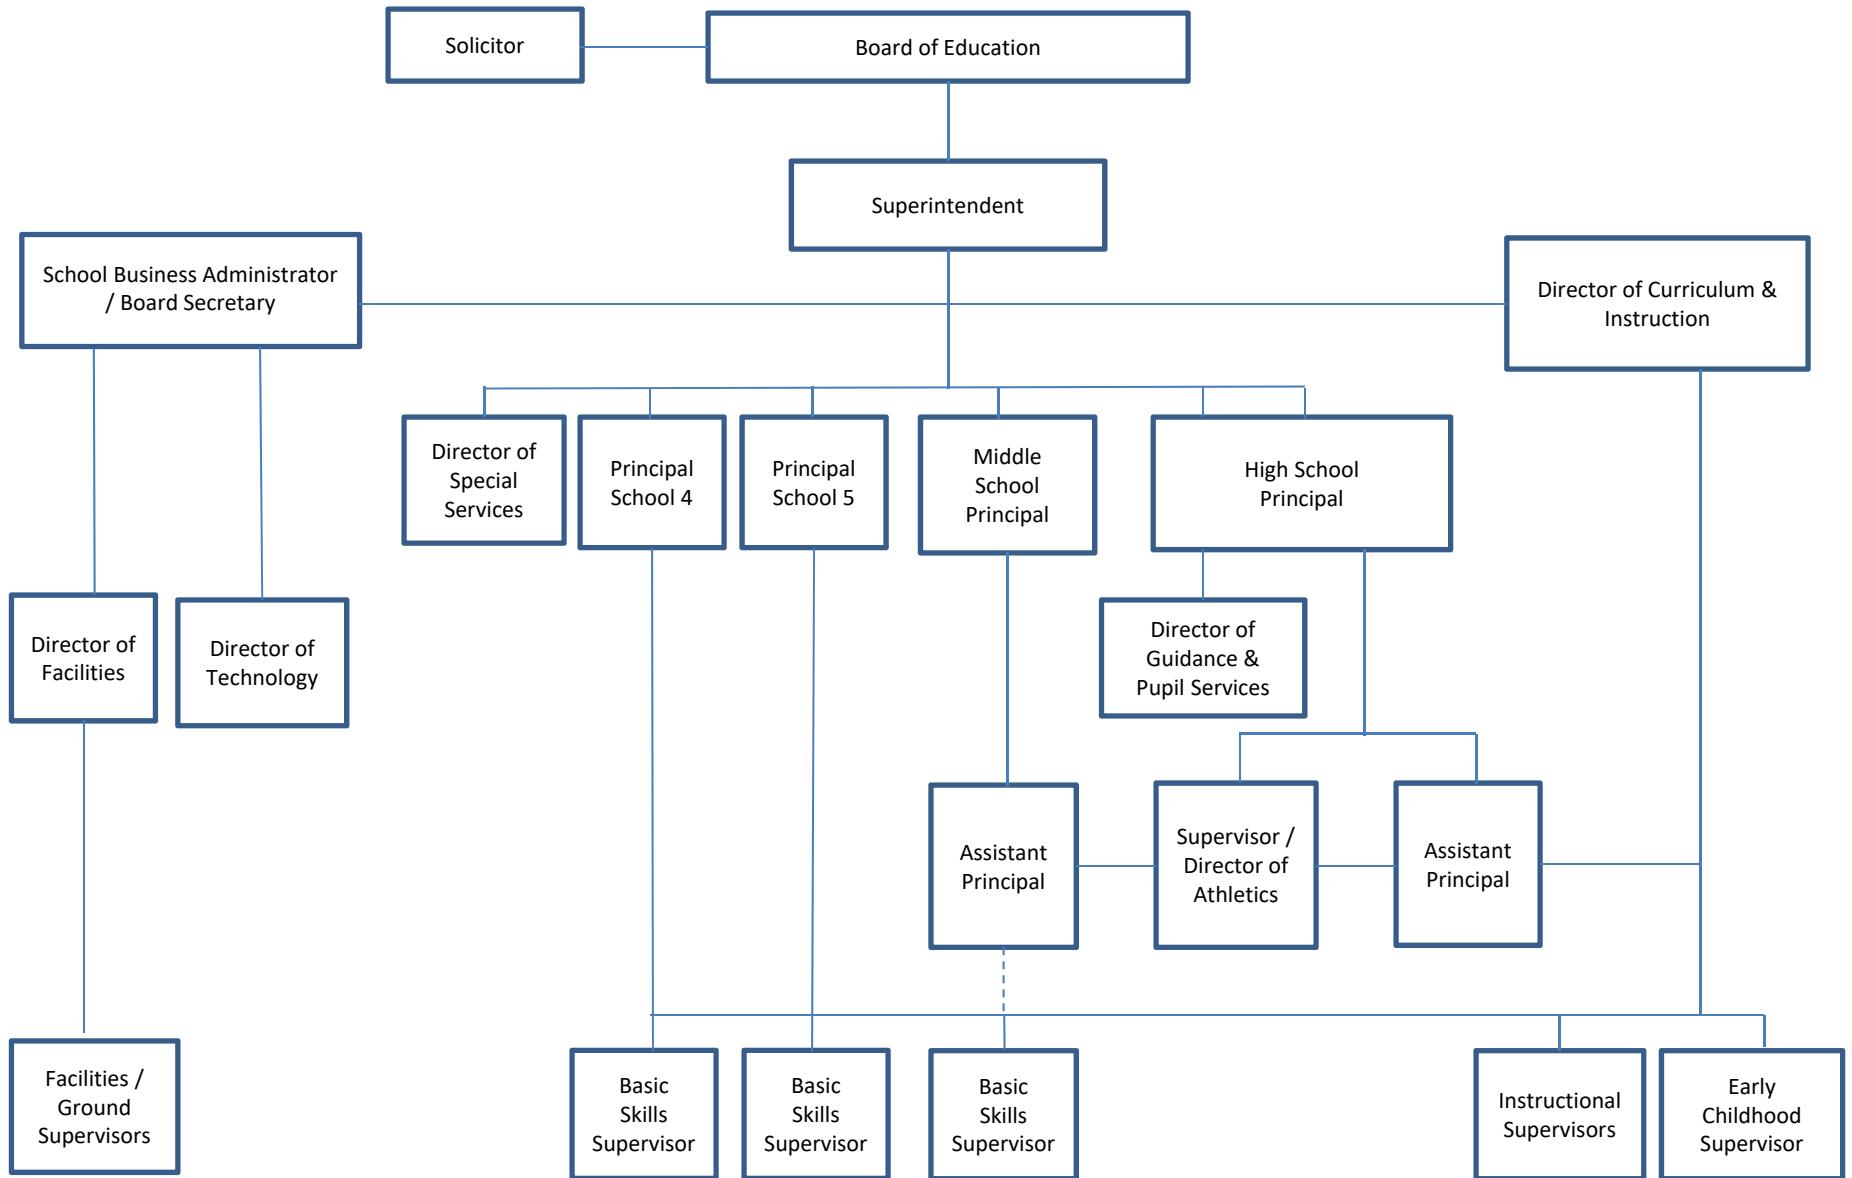 Solicitor
Board of Education
Superintendent
School Business Administrator
/ Board Secretary
Director of Curriculum &
Instruction
Director of
Special
Services
Principal
School 4
Principal
School 5
Middle
School
Principal
High School
Principal
Director of
Facilities
Director of
Technology
Director of
Guidance &
Pupil Services
Assistant
Principal
Supervisor /
Director of
Athletics
Assistant
Principal
Facilities /
Ground
Supervisors
Basic
Skills
Supervisor
Basic
Skills
Supervisor
Basic
Skills
Supervisor
Instructional
Supervisors
Early
Childhood
Supervisor